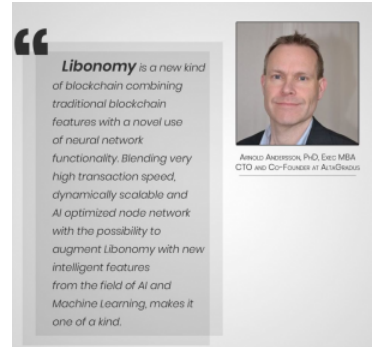 “
Libonomy is a new kind
of blockchain combining
traditional blockchain
features with a novel use
of neural network
functionality. Blending very
high transaction speed,
dynamically scalable and
AI optimized node network
with the possibility to
augment Libonomy with new
intelligent features
from the field of AI and
Machine Learning, makes it
one of a kind.
Arnold Andersson, PhD, Exec MBA
CTO and Co-Founder at AltaGradus